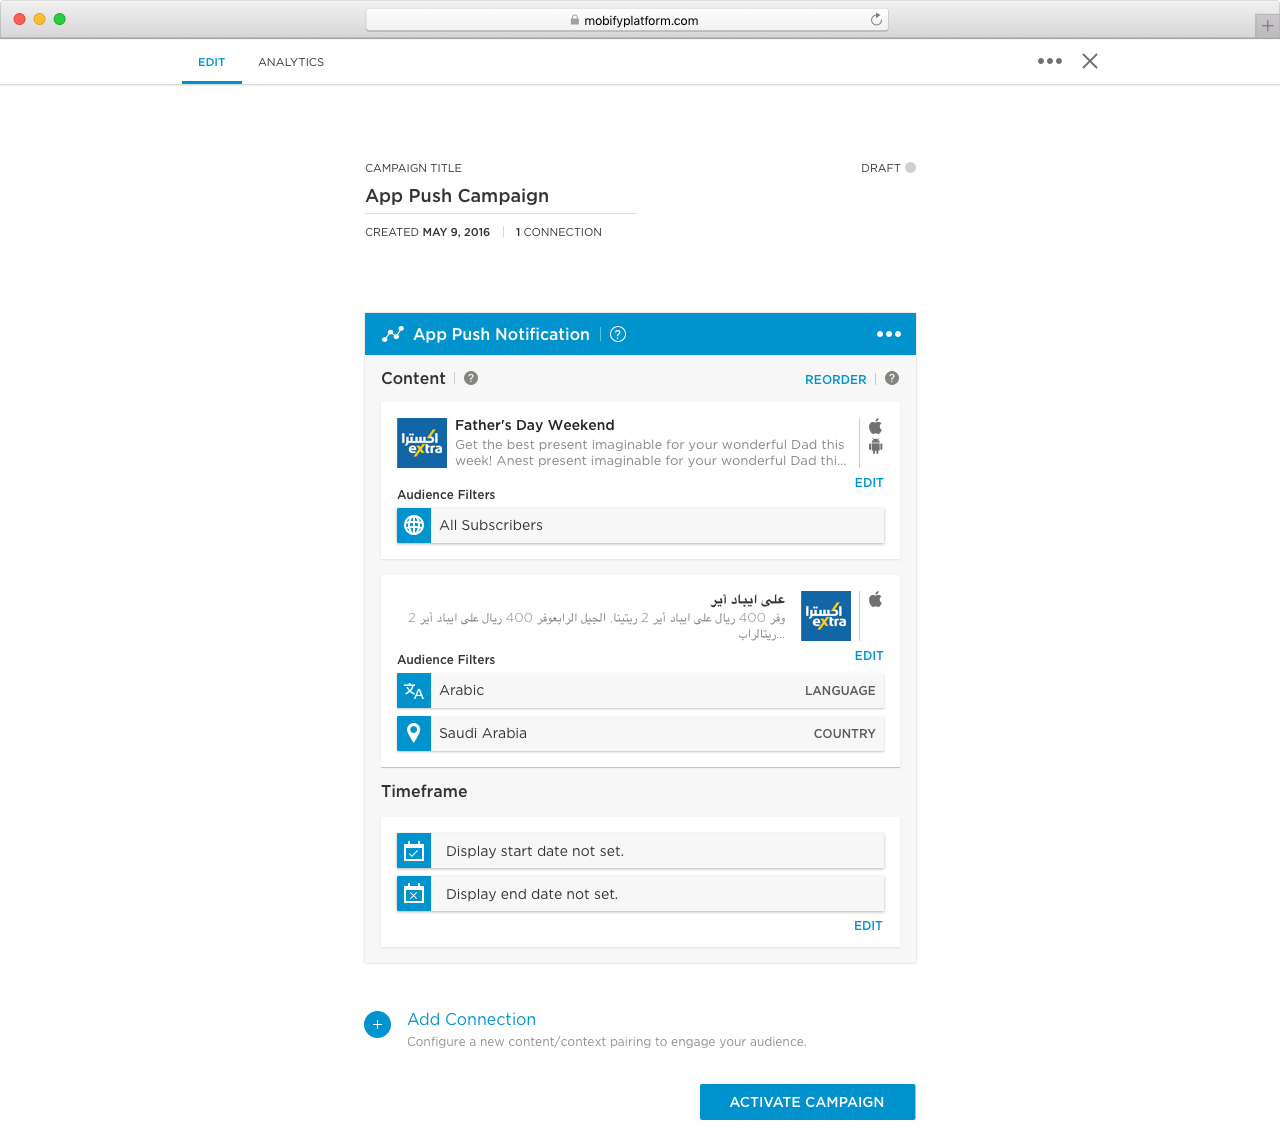 mobifyplatform.com
EDIT
ANALYTICS
CAMPAIGN TITLE
DRAFT
App Push Campaign
CREATED MAY 9, 2016
1 CONNECTION
App Push Notification
?
Content
?
REORDER
?
اكسترا
eXtra
Father's Day Weekend
Get the best present imaginable for your wonderful Dad this
week! Anest present imaginable for your wonderful Dad thi...
EDIT
Audience Filters
All Subscribers
على ايباد أير
وفر 400 ريال على ايباد أير 2 ريتينا, الجيل الرابعوفر 400 ريال على ايباد أير 2
ريتالراب...
اكسترا
eXtra
EDIT
Audience Filters
Arabic
LANGUAGE
Saudi Arabia
COUNTRY
Timeframe
Display start date not set.
Display end date not set.
EDIT
Add Connection
Configure a new content/context pairing to engage your audience.
ACTIVATE CAMPAIGN